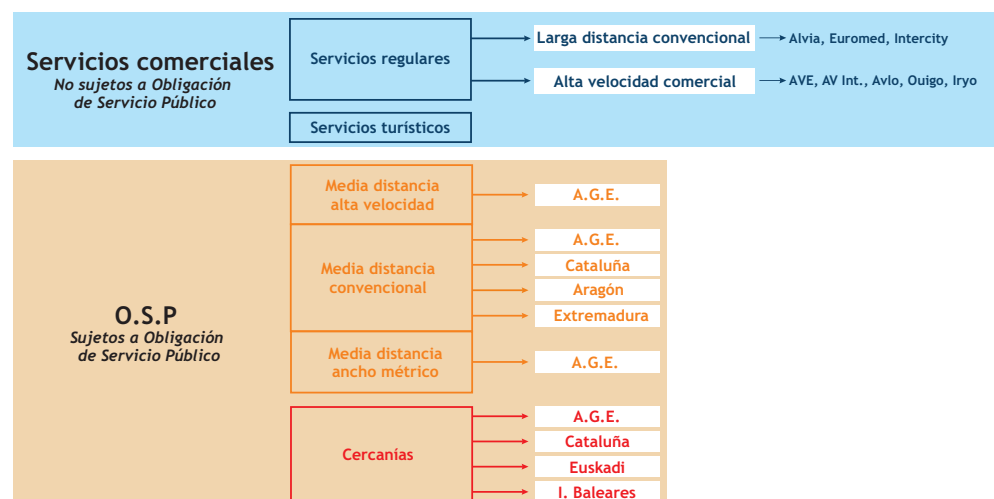 Servicios comerciales
No sujetos a Obligación
de Servicio Público
Servicios regulares
Larga distancia convencional
Alvia, Euromed, Intercity
Alta velocidad comercial
AVE, AV Int., Avlo, Ouigo, Iryo
Servicios turísticos
O.S.P
Sujetos a Obligación
de Servicio Público
Media distancia
alta velocidad
A.G.E.
Media distancia
convencional
A.G.E.
Cataluña
Aragón
Extremadura
Media distancia
ancho métrico
A.G.E.
Cercanías
A.G.E.
Cataluña
Euskadi
I. Baleares